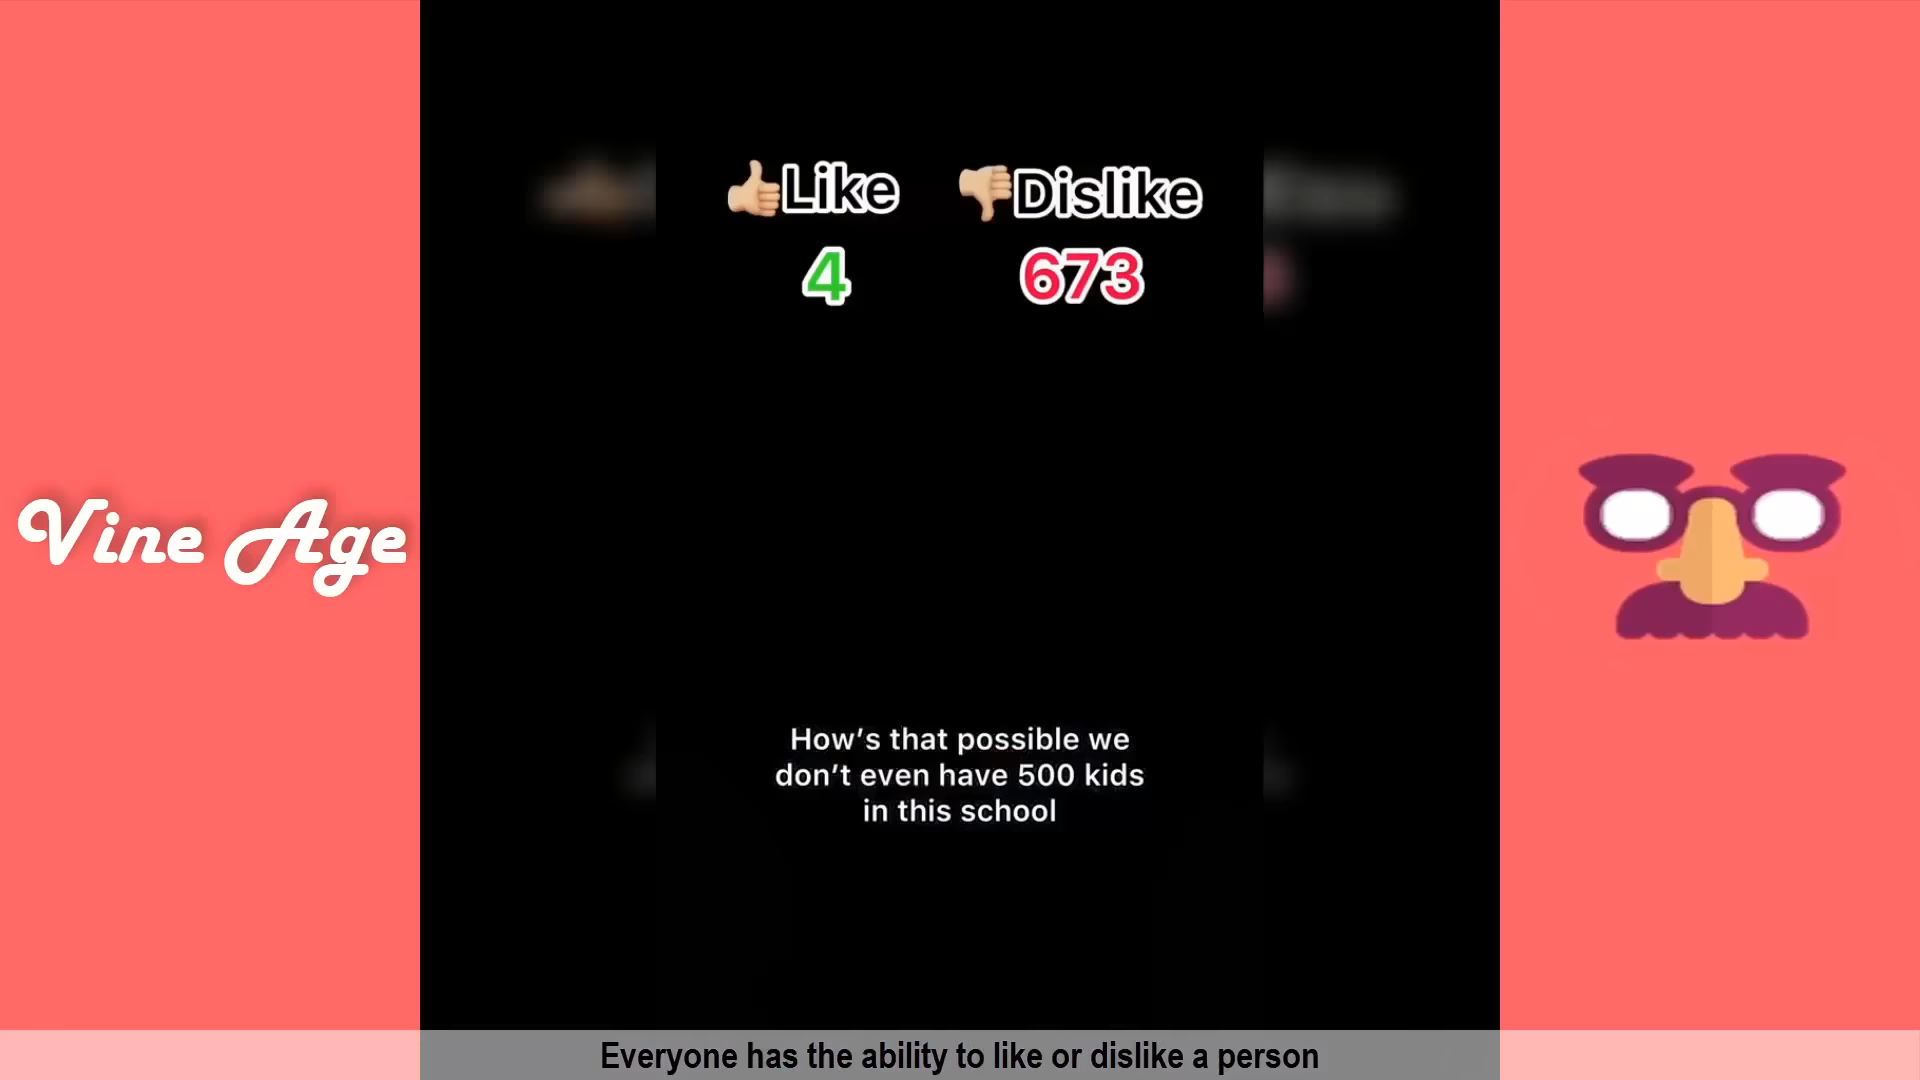 👍🏼Like 👎🏼Dislike
4 673
Vine Age
How's that possible we
don't even have 500 kids
in this school
Everyone has the ability to like or dislike a person